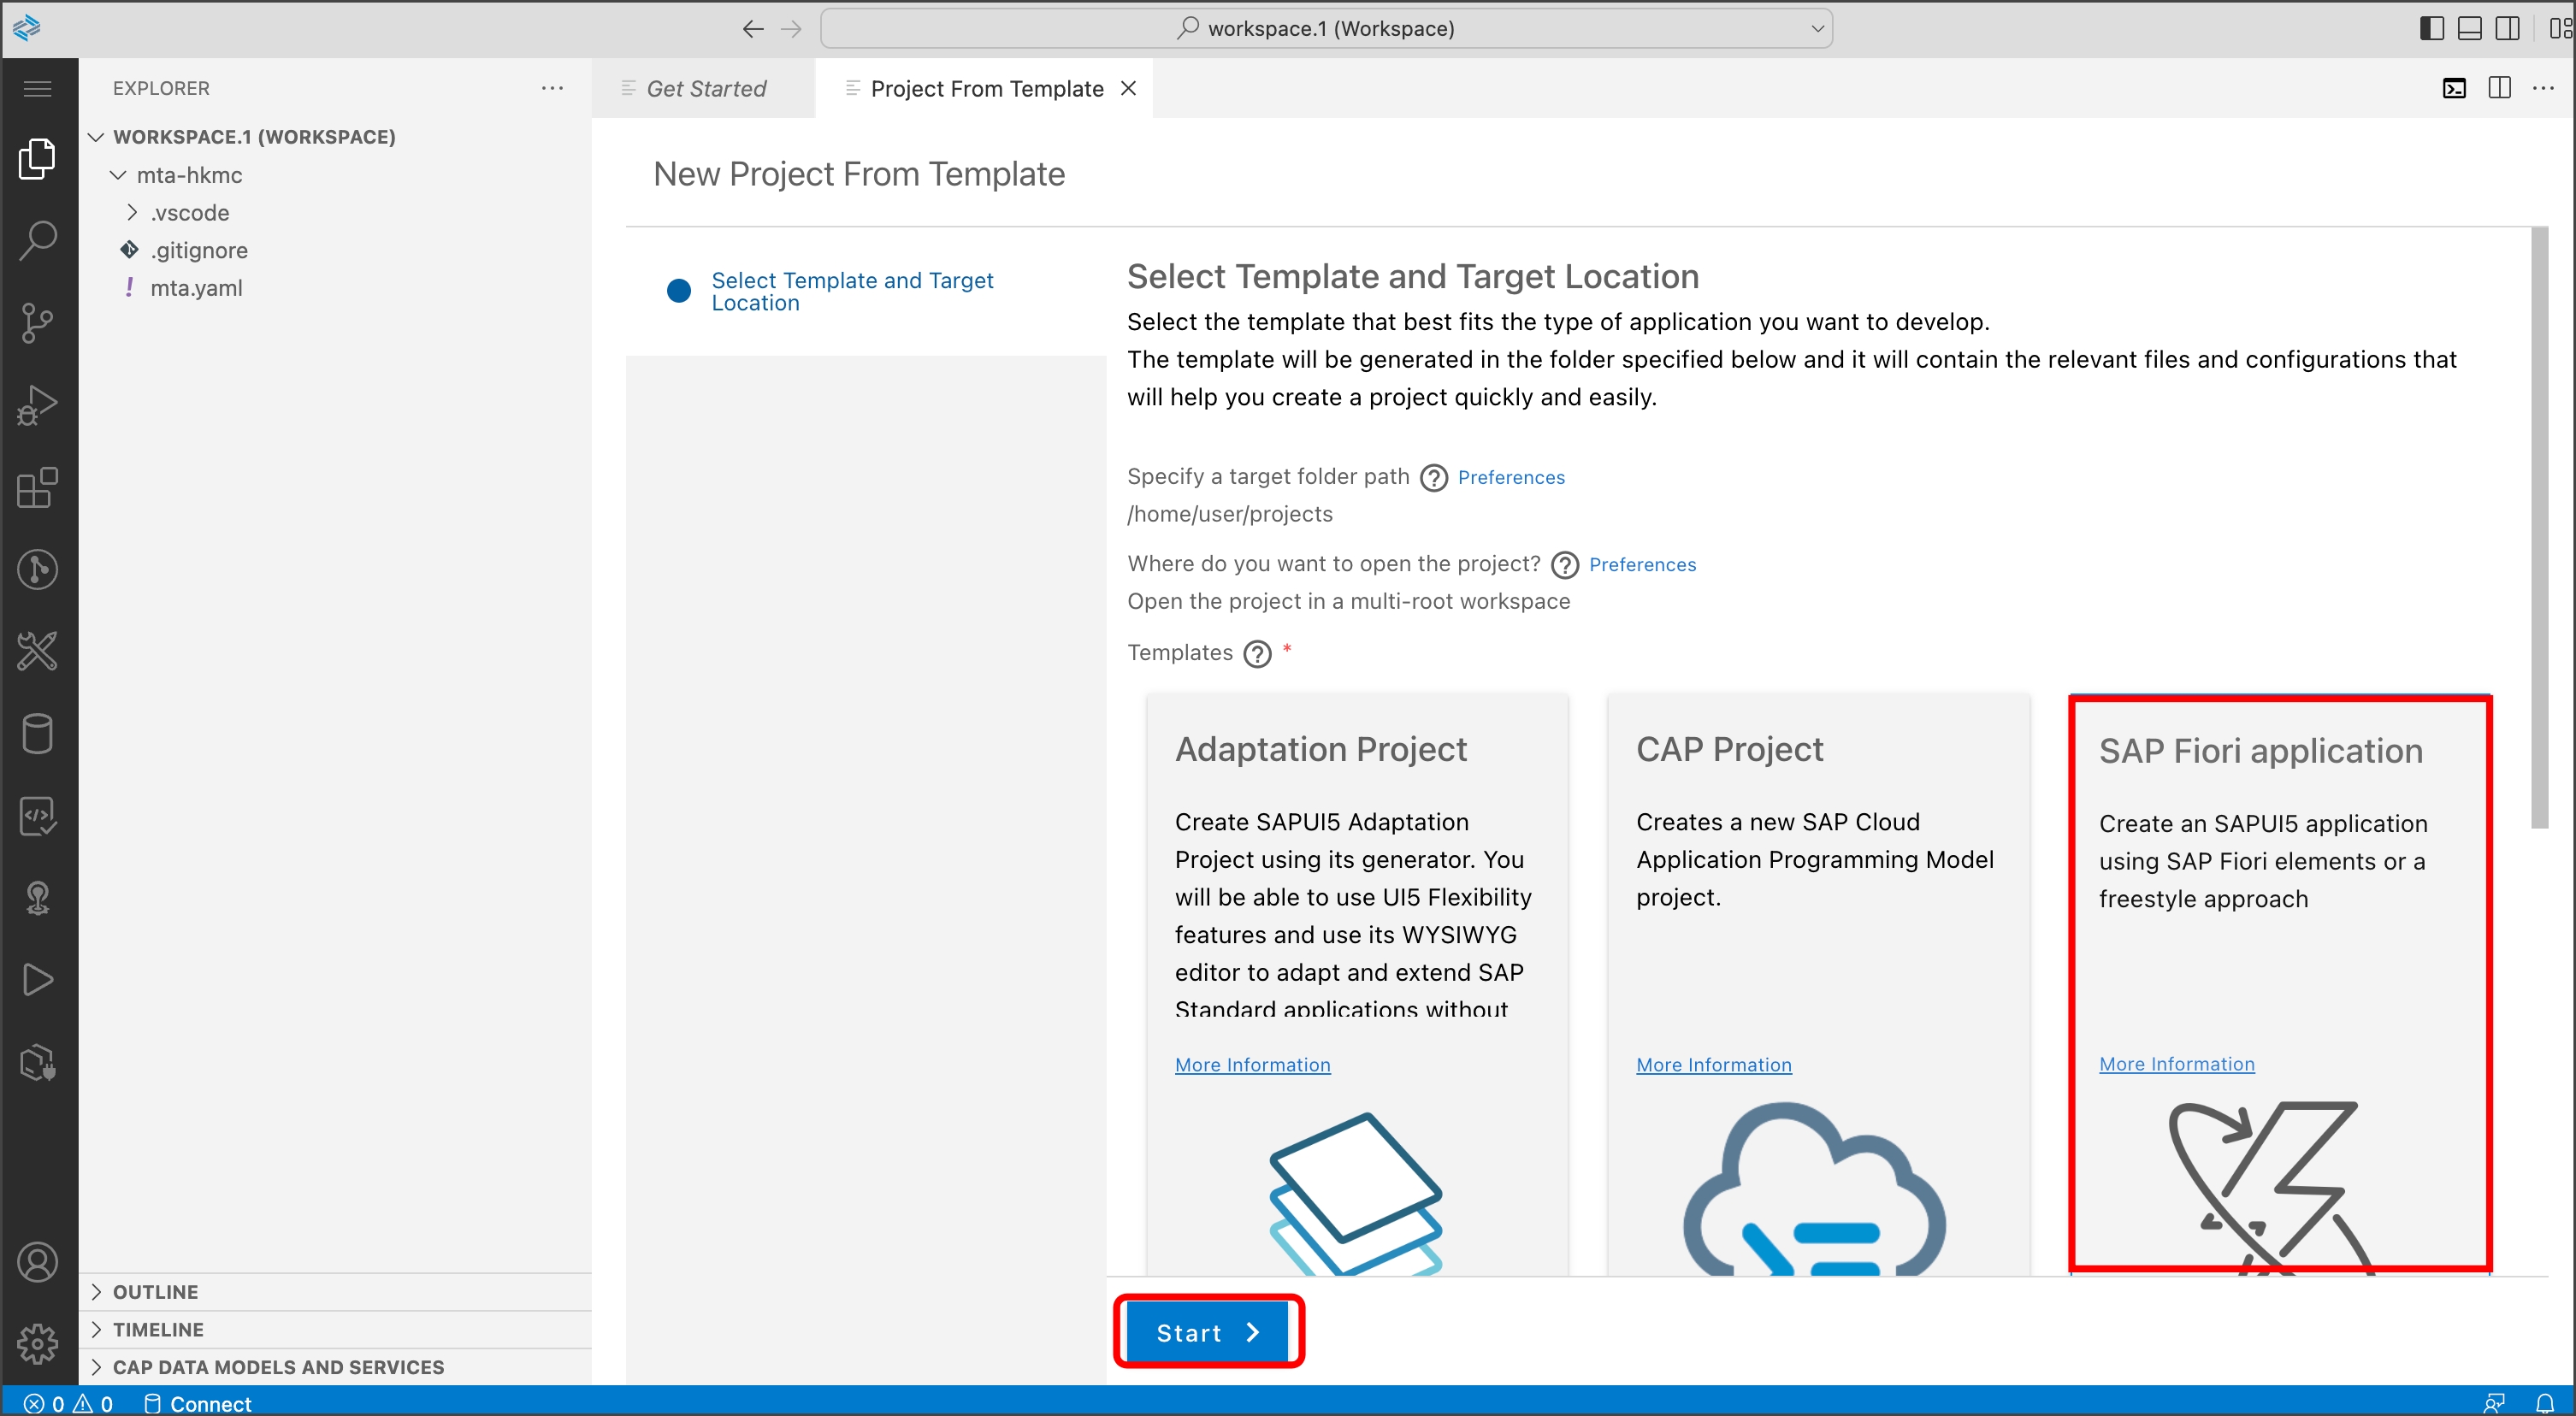 workspace.1 (Workspace)
EXPLORER
WORKSPACE.1 (WORKSPACE)
mta-hkmc
.vscode
.gitignore
! mta.yaml
OUTLINE
TIMELINE
CAP DATA MODELS AND SERVICES
Get Started
Project From Template
New Project From Template
Select Template and Target
Location
Select Template and Target Location
Select the template that best fits the type of application you want to develop.
The template will be generated in the folder specified below and it will contain the relevant files and configurations that
will help you create a project quickly and easily.
Specify a target folder path ? Preferences
/home/user/projects
Where do you want to open the project? ? Preferences
Open the project in a multi-root workspace
Templates ? *
Adaptation Project
Create SAPUI5 Adaptation
Project using its generator. You
will be able to use UI5 Flexibility
features and use its WYSIWYG
editor to adapt and extend SAP
Standard applications without
More Information
CAP Project
Creates a new SAP Cloud
Application Programming Model
project.
More Information
SAP Fiori application
Create an SAPUI5 application
using SAP Fiori elements or a
freestyle approach
More Information
Start
0 0 Connect